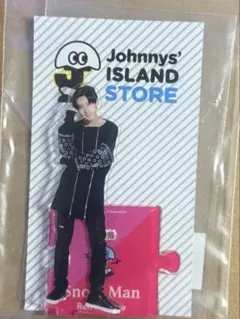 Johnnys'
ISLAND
STORE
Snow Man